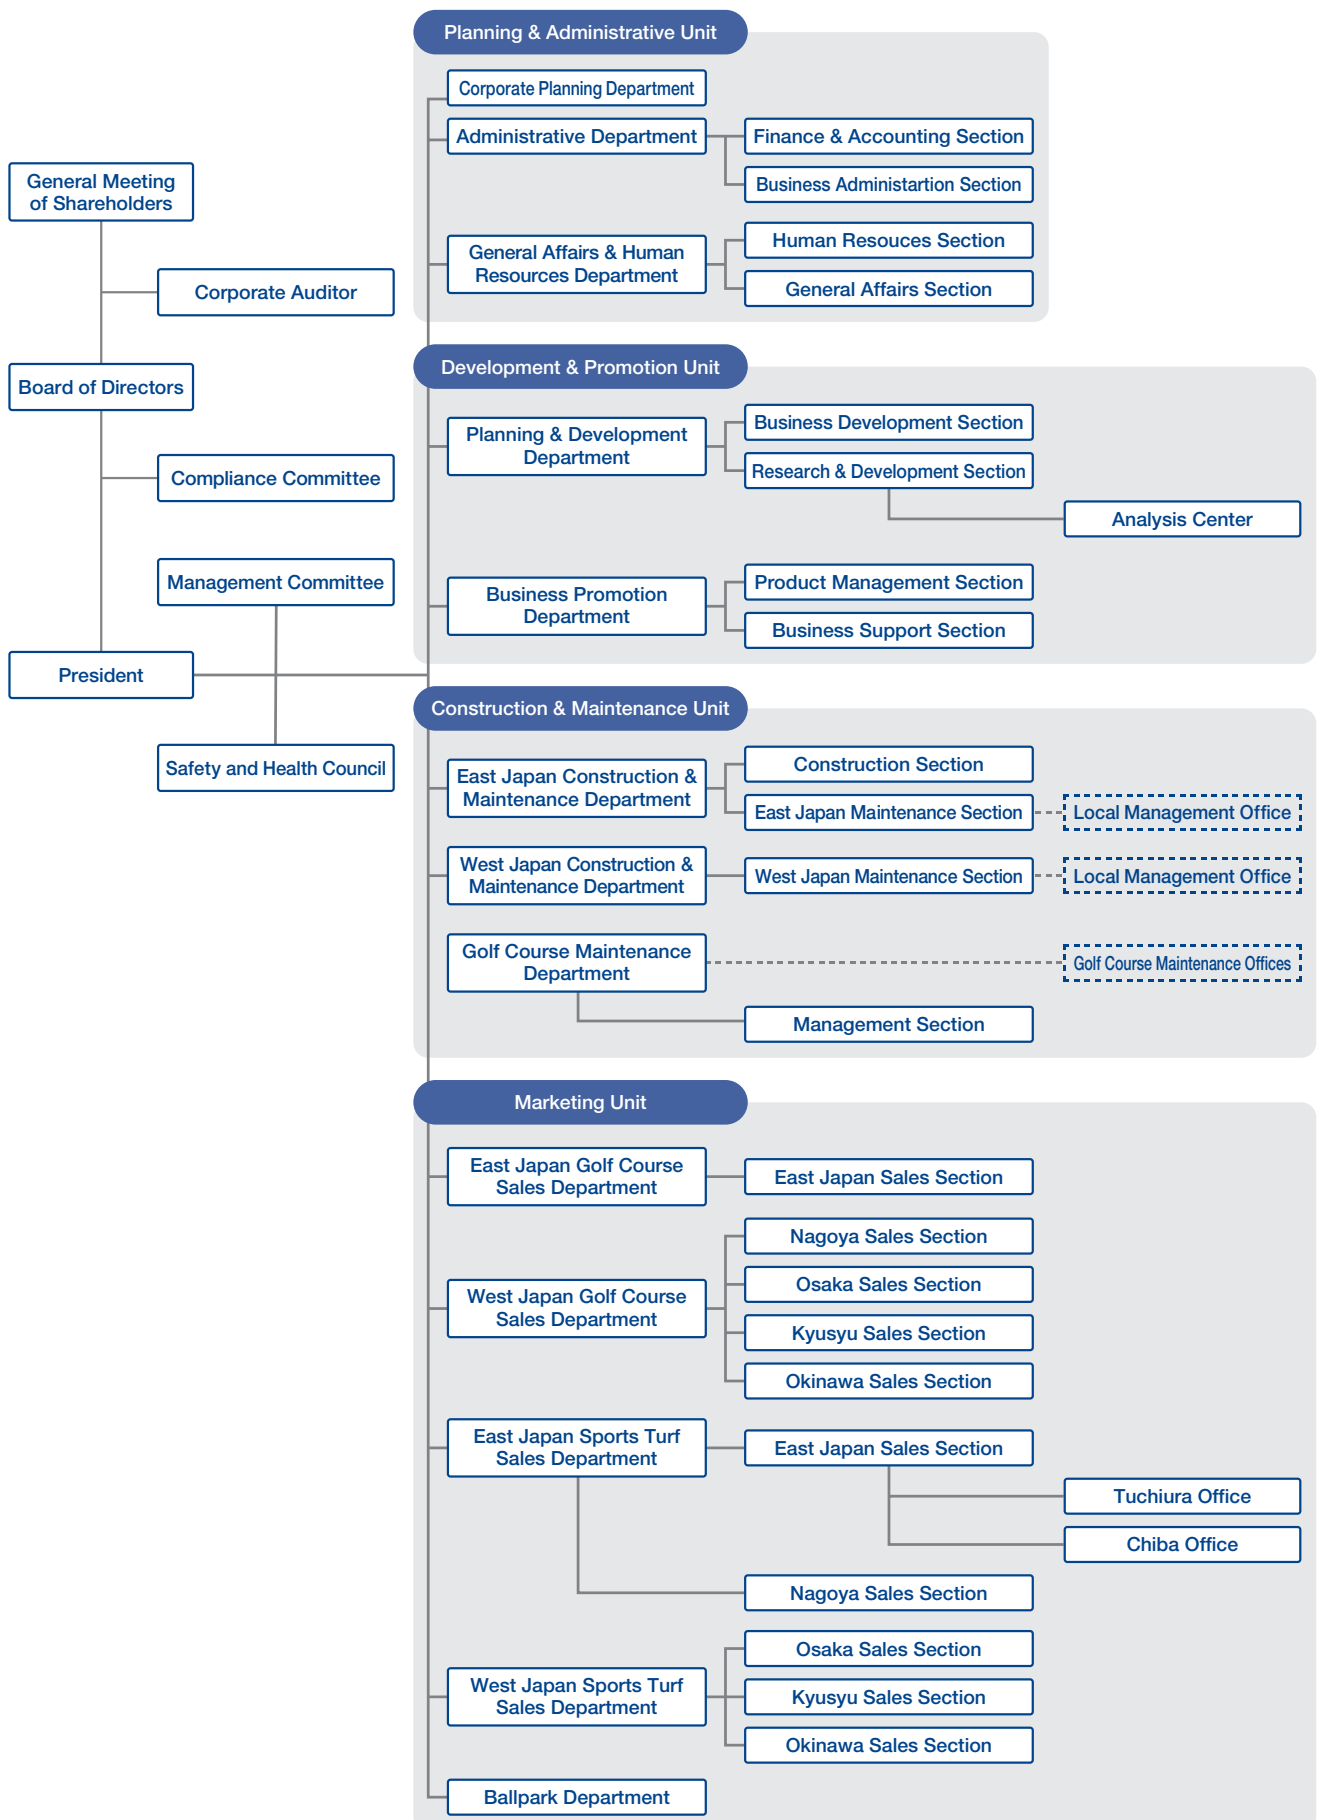 General Meeting
of Shareholders
Corporate Auditor
Board of Directors
Compliance Committee
Management Committee
President
Safety and Health Council
Planning & Administrative Unit
Corporate Planning Department
Administrative Department
Finance & Accounting Section
Business Administartion Section
General Affairs & Human
Resources Department
Human Resouces Section
General Affairs Section
Development & Promotion Unit
Planning & Development
Department
Business Development Section
Research & Development Section
Analysis Center
Business Promotion
Department
Product Management Section
Business Support Section
Construction & Maintenance Unit
East Japan Construction &
Maintenance Department
Construction Section
East Japan Maintenance Section
Local Management Office
West Japan Construction &
Maintenance Department
West Japan Maintenance Section
Local Management Office
Golf Course Maintenance
Department
Golf Course Maintenance Offices
Management Section
Marketing Unit
East Japan Golf Course
Sales Department
East Japan Sales Section
West Japan Golf Course
Sales Department
Nagoya Sales Section
Osaka Sales Section
Kyusyu Sales Section
Okinawa Sales Section
East Japan Sports Turf
Sales Department
East Japan Sales Section
Tuchiura Office
Chiba Office
Nagoya Sales Section
West Japan Sports Turf
Sales Department
Osaka Sales Section
Kyusyu Sales Section
Okinawa Sales Section
Ballpark Department